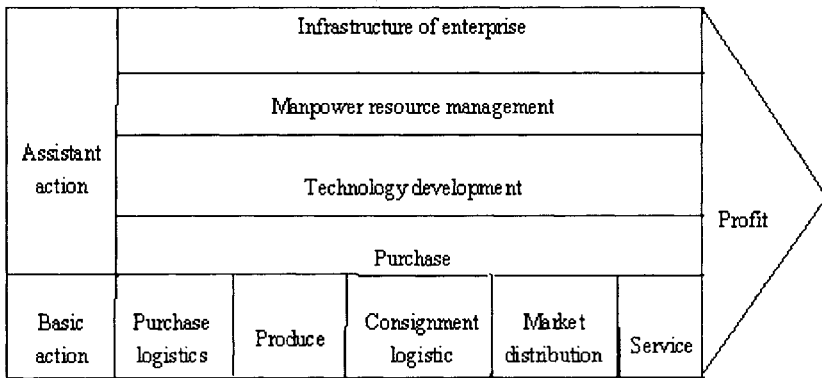 Infrastructure of enterprise
Manpower resource management
Assistant
action
Technology development
Purchase
Profit
Basic
action
Purchase
logistics
Produce
Consignment
logistic
Market
distribution
Service